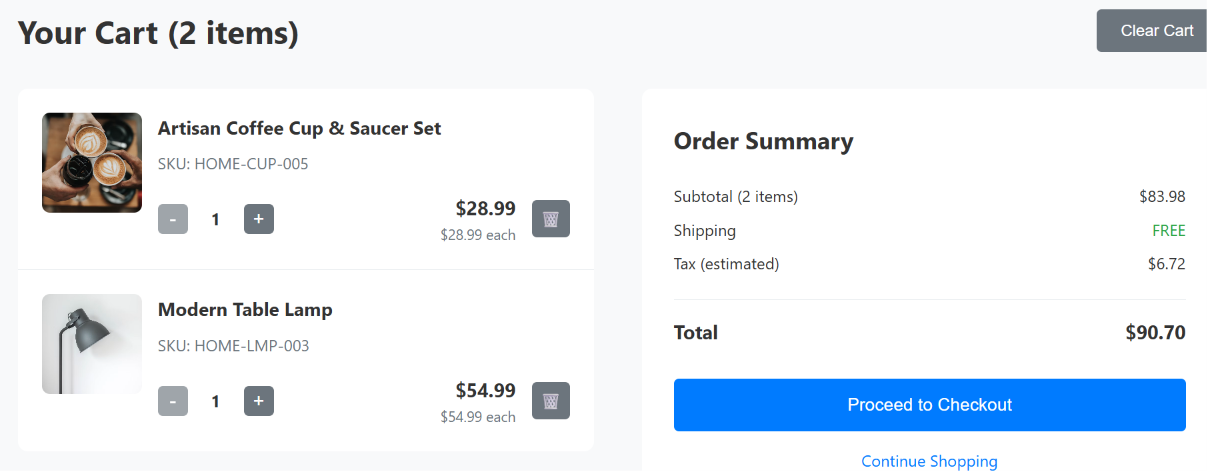 Your Cart (2 items)
Clear Cart
Artisan Coffee Cup & Saucer Set
SKU: HOME-CUP-005
- 1 +
$28.99
$28.99 each
Modern Table Lamp
SKU: HOME-LMP-003
- 1 +
$54.99
$54.99 each
Order Summary
Subtotal (2 items) $83.98
Shipping FREE
Tax (estimated) $6.72
Total $90.70
Proceed to Checkout
Continue Shopping